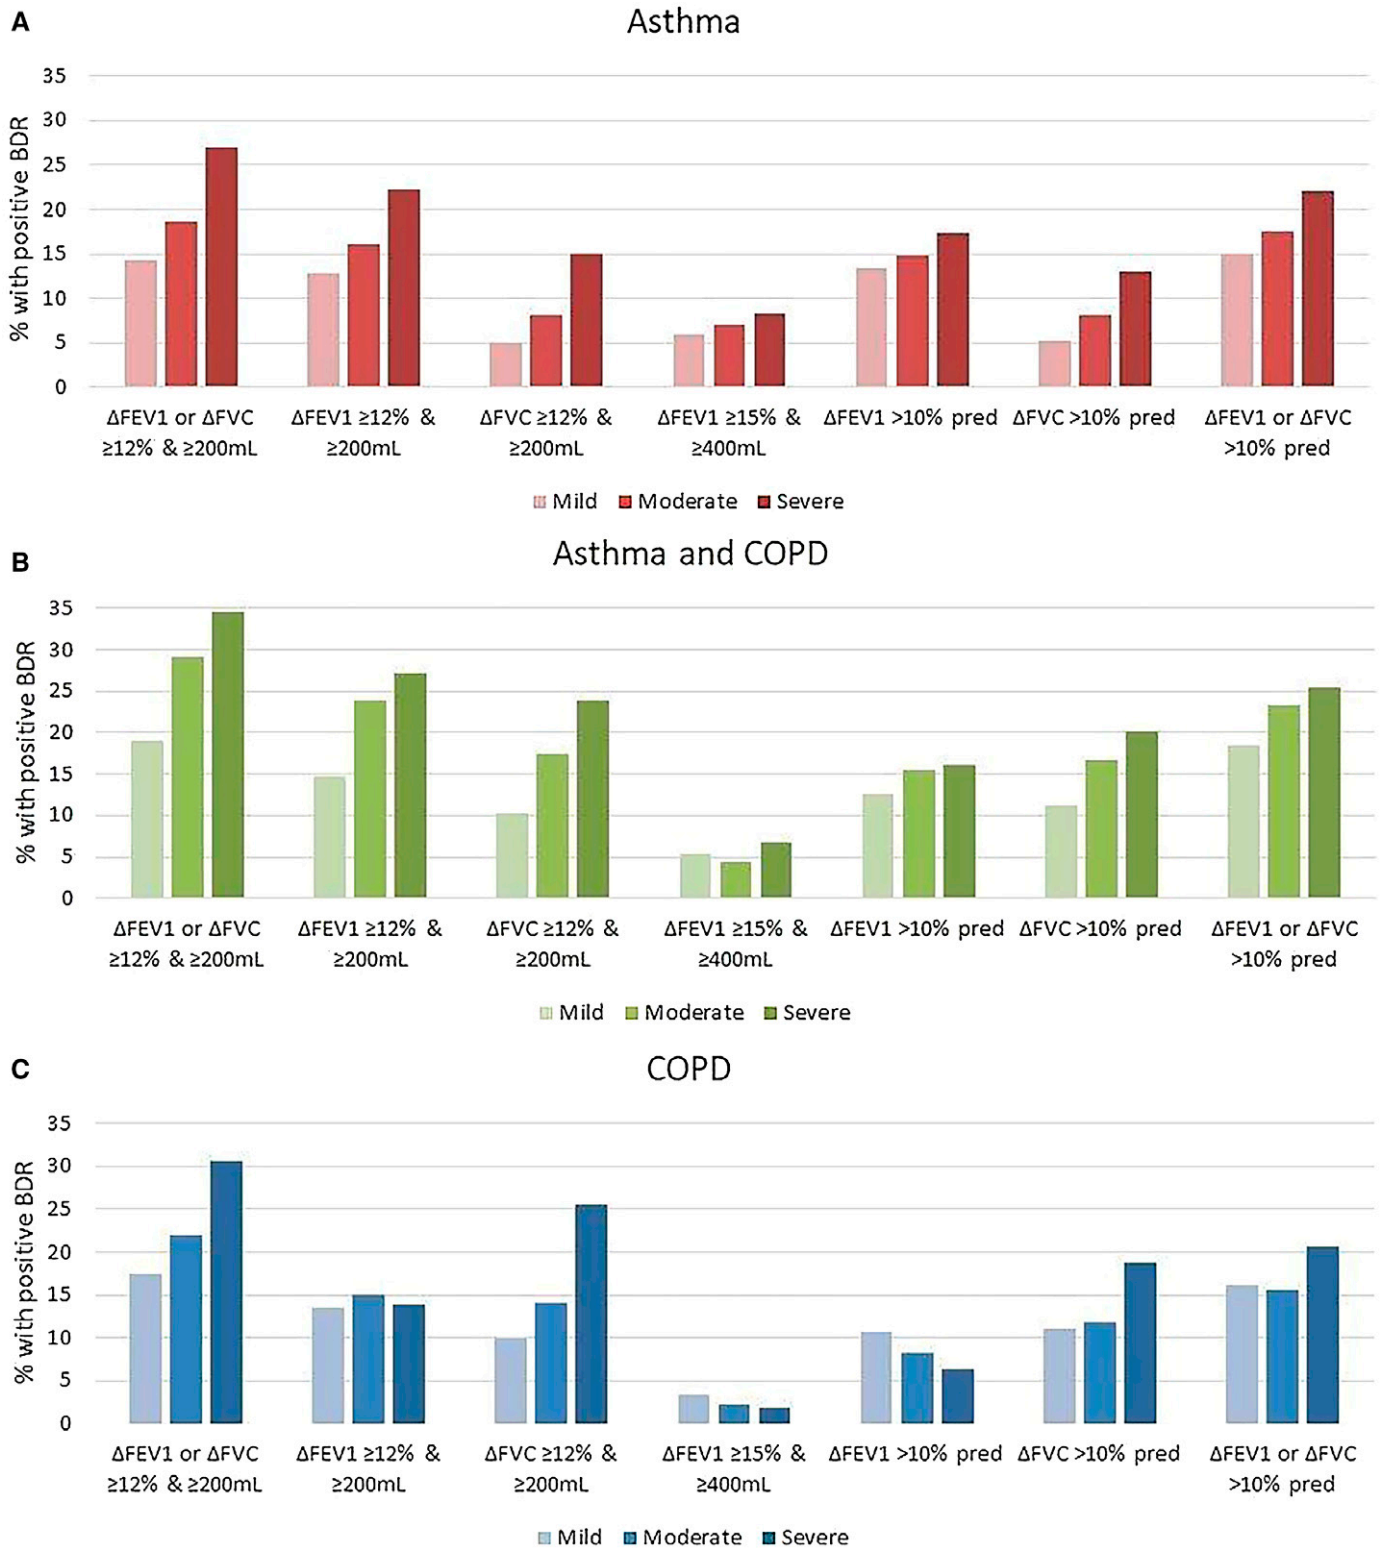 A
Asthma
% with positive BDR
35
30
25
20
15
10
5
0
ΔFEV1 or ΔFVC ≥12% & ≥200mL
ΔFEV1 ≥12% & ≥200mL
ΔFVC ≥12% & ≥200mL
ΔFEV1 ≥15% & ≥400mL
ΔFEV1 >10% pred
ΔFVC >10% pred
ΔFEV1 or ΔFVC >10% pred
Mild Moderate Severe
B
Asthma and COPD
% with positive BDR
35
30
25
20
15
10
5
0
ΔFEV1 or ΔFVC ≥12% & ≥200mL
ΔFEV1 ≥12% & ≥200mL
ΔFVC ≥12% & ≥200mL
ΔFEV1 ≥15% & ≥400mL
ΔFEV1 >10% pred
ΔFVC >10% pred
ΔFEV1 or ΔFVC >10% pred
Mild Moderate Severe
C
COPD
% with positive BDR
35
30
25
20
15
10
5
0
ΔFEV1 or ΔFVC ≥12% & ≥200mL
ΔFEV1 ≥12% & ≥200mL
ΔFVC ≥12% & ≥200mL
ΔFEV1 ≥15% & ≥400mL
ΔFEV1 >10% pred
ΔFVC >10% pred
ΔFEV1 or ΔFVC >10% pred
Mild Moderate Severe